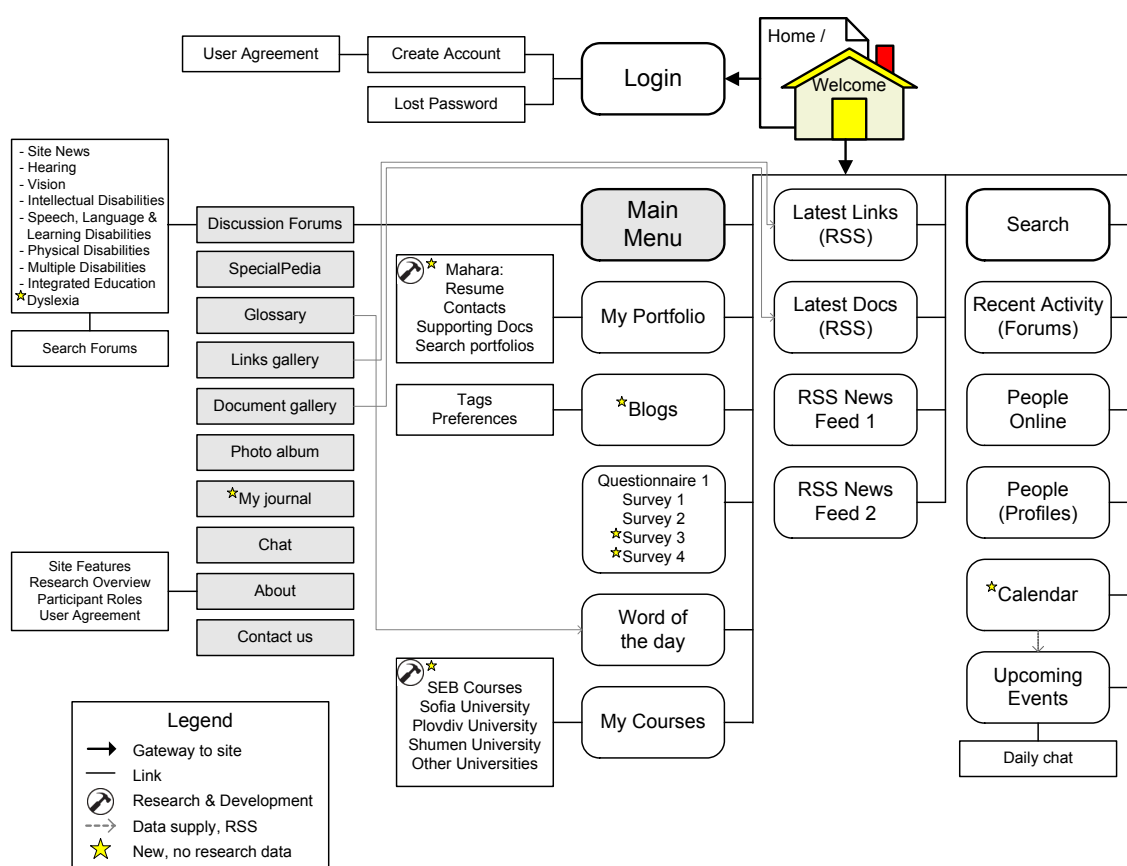 Home /
Welcome
Login
User Agreement
Create Account
Lost Password
- Site News
- Hearing
- Vision
- Intellectual Disabilities
- Speech, Language &
Learning Disabilities
- Physical Disabilities
- Multiple Disabilities
- Integrated Education
Dyslexia
Search Forums
Discussion Forums
SpecialPedia
Glossary
Links gallery
Document gallery
Photo album
My journal
Chat
About
Contact us
Site Features
Research Overview
Participant Roles
User Agreement
Main
Menu
Mahara:
Resume
Contacts
Supporting Docs
Search portfolios
My Portfolio
Tags
Preferences
Blogs
Questionnaire 1
Survey 1
Survey 2
Survey 3
Survey 4
Word of
the day
SEB Courses
Sofia University
Plovdiv University
Shumen University
Other Universities
My Courses
Latest Links
(RSS)
Latest Docs
(RSS)
RSS News
Feed 1
RSS News
Feed 2
Search
Recent Activity
(Forums)
People
Online
People
(Profiles)
Calendar
Upcoming
Events
Daily chat
Legend
Gateway to site
Link
Research & Development
Data supply, RSS
New, no research data